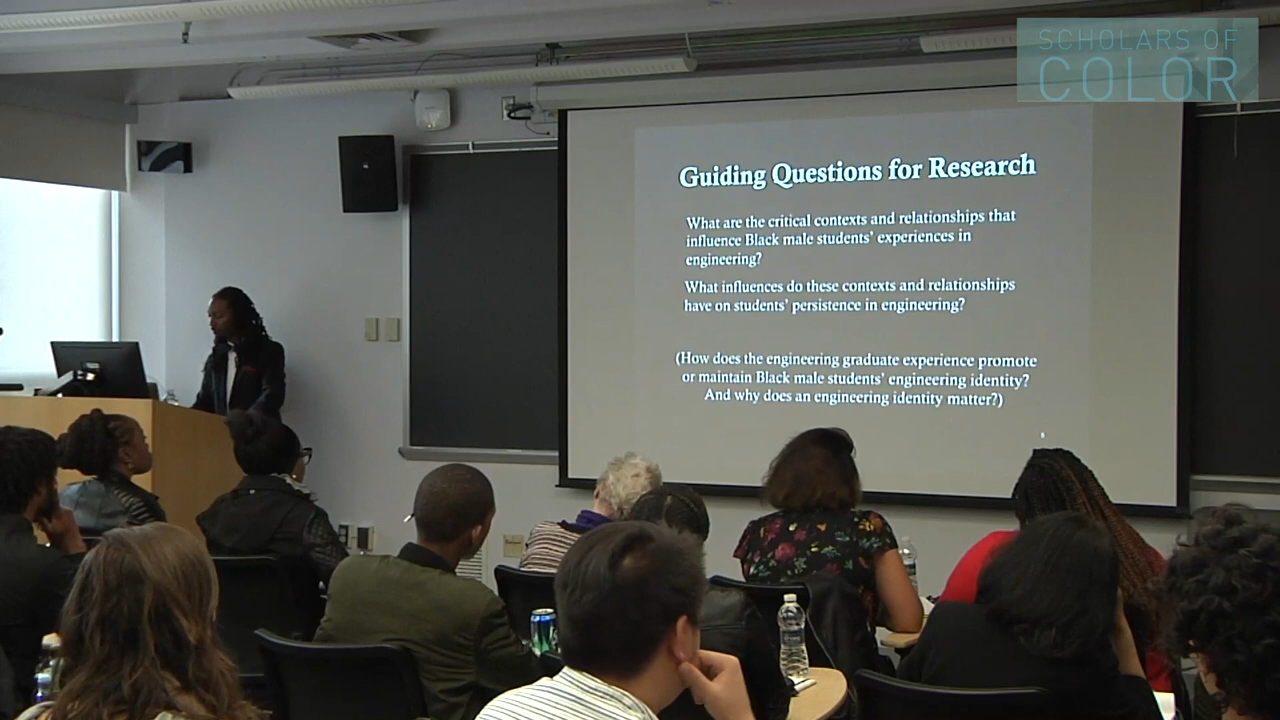 SCHOLARS OF
COLOR
Guiding Questions for Research
What are the critical contexts and relationships that
influence Black male students' experiences in
engineering?
What influences do these contexts and relationships
have on students' persistence in engineering?
(How does the engineering graduate experience promote
or maintain Black male students' engineering identity?
And why does an engineering identity matter?)